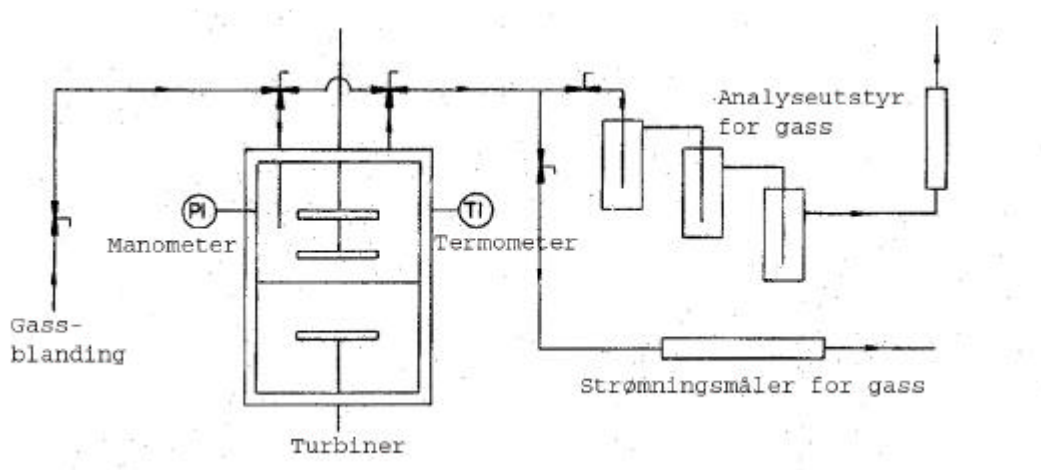 Analyseutstyr
for gass
PI
TI
Manometer
Termometer
Gass-
blanding
Strømningsmåler for gass
Turbiner